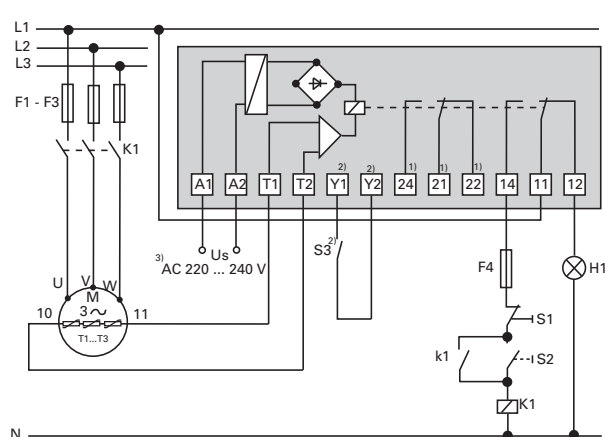 L1
L2
L3
F1 - F3
K1
A1 A2 T1 T2 Y1 2) Y2 2) 24 1) 21 1) 22 1) 14 11 12
3) Us
AC 220 ... 240 V
S3 2)
F4
H1
U V W
M
10 3 ~ 11
T1...T3
S1
k1
S2
K1
N